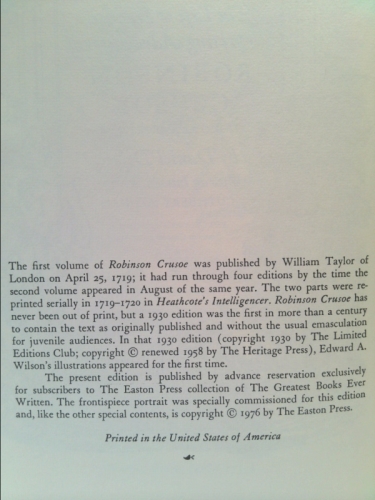 The first volume of Robinson Crusoe was published by William Taylor of
London on April 25, 1719; it had run through four editions by the time the
second volume appeared in August of the same year. The two parts were re-
printed serially in 1719–1720 in Heathcote's Intelligencer. Robinson Crusoe has
never been out of print, but a 1930 edition was the first in more than a century
to contain the text as originally published and without the usual emasculation
for juvenile audiences. In that 1930 edition (copyright 1930 by The Limited
Editions Club; copyright © renewed 1958 by The Heritage Press), Edward A.
Wilson's illustrations appeared for the first time.
The present edition is published by advance reservation exclusively
for subscribers to The Easton Press collection of The Greatest Books Ever
Written. The frontispiece portrait was specially commissioned for this edition
and, like the other special contents, is copyright © 1976 by The Easton Press.
Printed in the United States of America